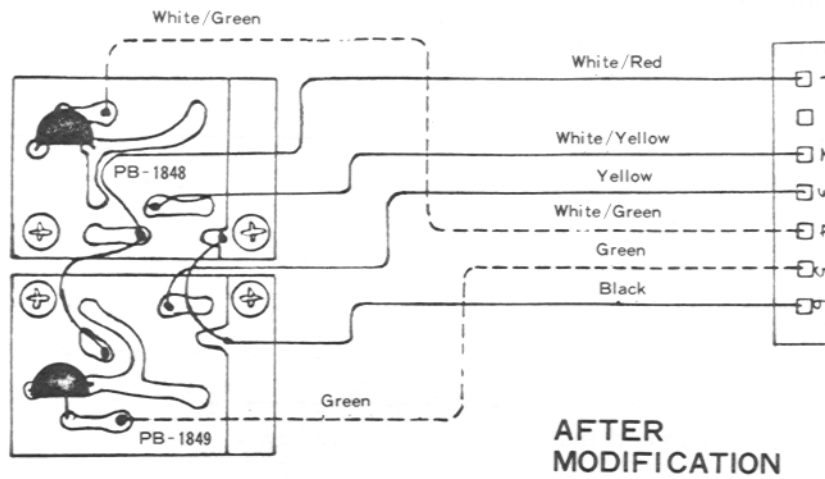 White/Green
White/Red
White/Yellow
PB-1848
Yellow
White/Green
Green
Black
Green
PB-1849
AFTER
MODIFICATION